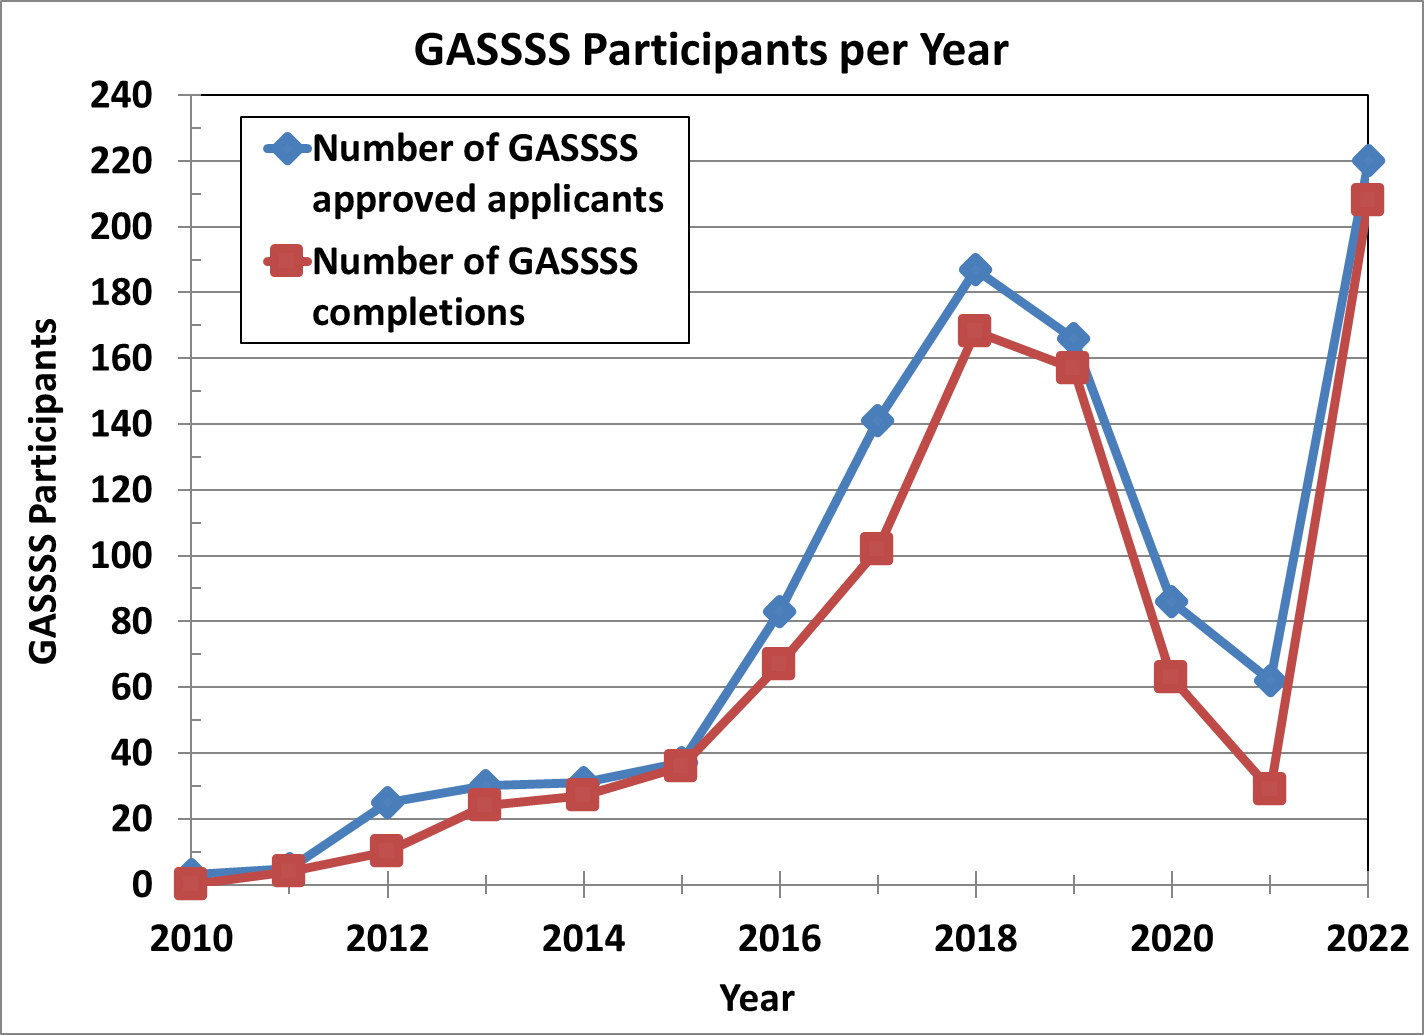 GASSSS Participants per Year
240
220
200
180
160
140
120
100
80
60
40
20
0
Number of GASSSS
approved applicants
Number of GASSSS
completions
GASSSS Participants
2010 2012 2014 2016 2018 2020 2022
Year